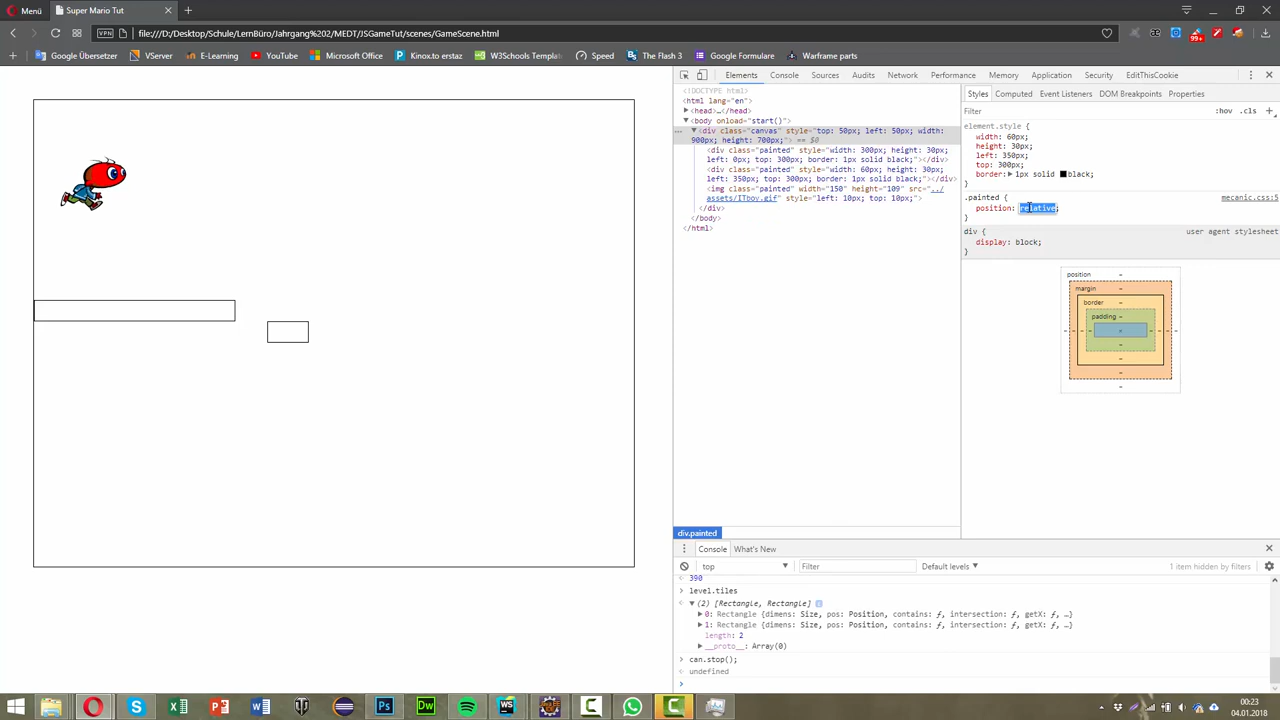 Menü
Super Mario Tut
VPN
file:///D:/Desktop/Schule/LernBüro/Jahrgang%202/MEDT/JSGameTut/scenes/GameScene.html
99+
Google Übersetzer
VServer
E-Learning
YouTube
Microsoft Office
Kinox.to erstatz
W3Schools Tutorial
Speed
The Flash 3
Google Formulare
Warframe parts
Elements
Console
Sources
Audits
Network
Performance
Memory
Application
Security
EditThisCookie
<!DOCTYPE html>
<html lang="en">
<head>…</head>
<body onload="start()">
<div class="canvas" style="top: 50px; left: 50px; width:
900px; height: 700px;"> == $0
<div class="painted" style="width: 300px; height: 30px;
left: 0px; top: 300px; border: 1px solid black;"></div>
<div class="painted" style="width: 60px; height: 30px;
left: 350px; top: 300px; border: 1px solid black;"></div>
<img class="painted" width="150" height="109" src="../
assets/ITboy.gif" style="left: 10px; top: 10px;">
</div>
</body>
</html>
div.painted
Styles
Computed
Event Listeners
DOM Breakpoints
Properties
Filter
:hov
.cls
+
element.style {
width: 60px;
height: 30px;
left: 350px;
top: 300px;
border: 1px solid black;
}
.painted {
mecanic.css:5
position: relative;
}
div {
user agent stylesheet
display: block;
}
position
-
margin
-
border
-
padding
-
Console
What's New
top
Filter
Default levels
1 item hidden by filters
390
level.tiles
(2) [Rectangle, Rectangle]
0: Rectangle {dimens: Size, pos: Position, contains: ƒ, intersection: ƒ, getX: ƒ, …}
1: Rectangle {dimens: Size, pos: Position, contains: ƒ, intersection: ƒ, getX: ƒ, …}
length: 2
__proto__: Array(0)
can.stop();
undefined
00:23
04.01.2018